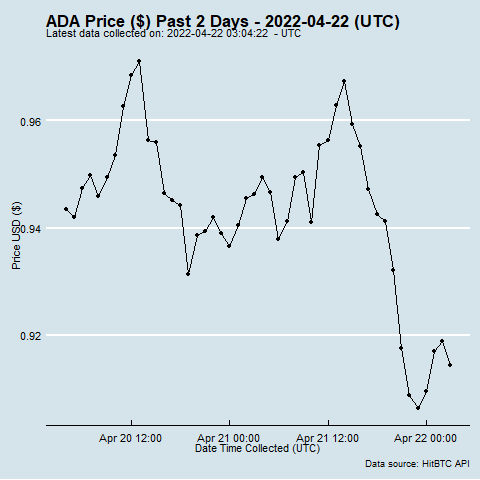 ADA Price ($) Past 2 Days - 2022-04-22 (UTC)
Latest data collected on: 2022-04-22 03:04:22 - UTC
Price USD ($)
0.96
0.94
0.92
Apr 20 12:00
Apr 21 00:00
Apr 21 12:00
Apr 22 00:00
Date Time Collected (UTC)
Data source: HitBTC API